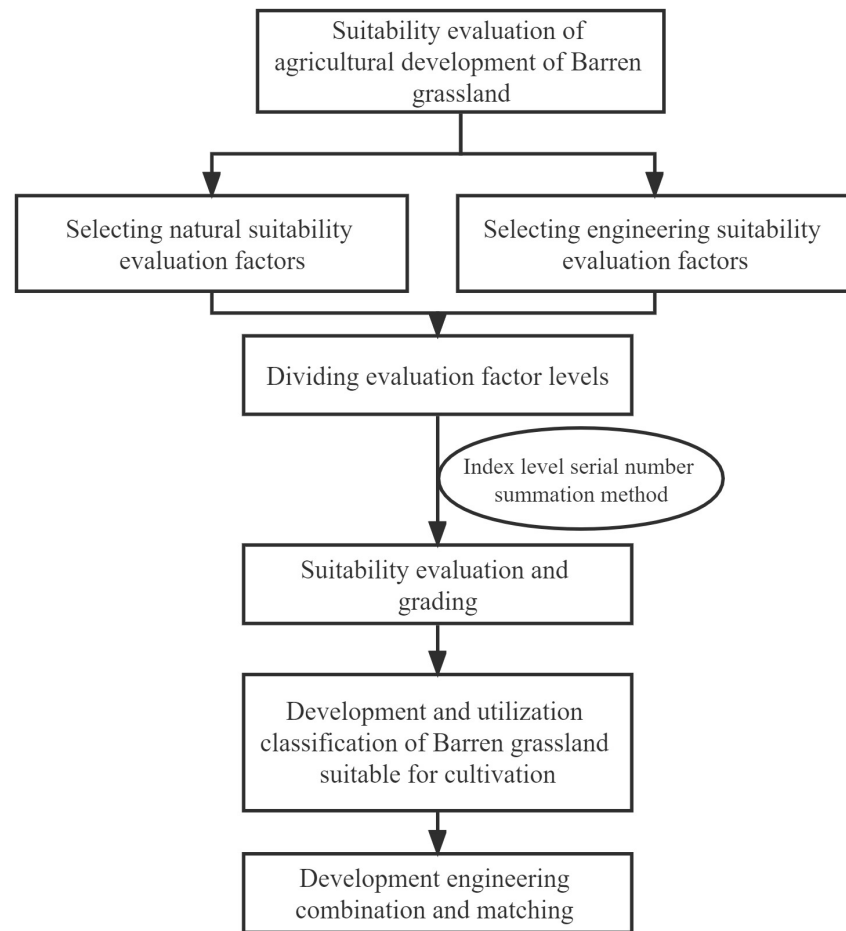 Suitability evaluation of
agricultural development of Barren
grassland
Selecting natural suitability
evaluation factors
Selecting engineering suitability
evaluation factors
Dividing evaluation factor levels
Index level serial number
summation method
Suitability evaluation and
grading
Development and utilization
classification of Barren grassland
suitable for cultivation
Development engineering
combination and matching